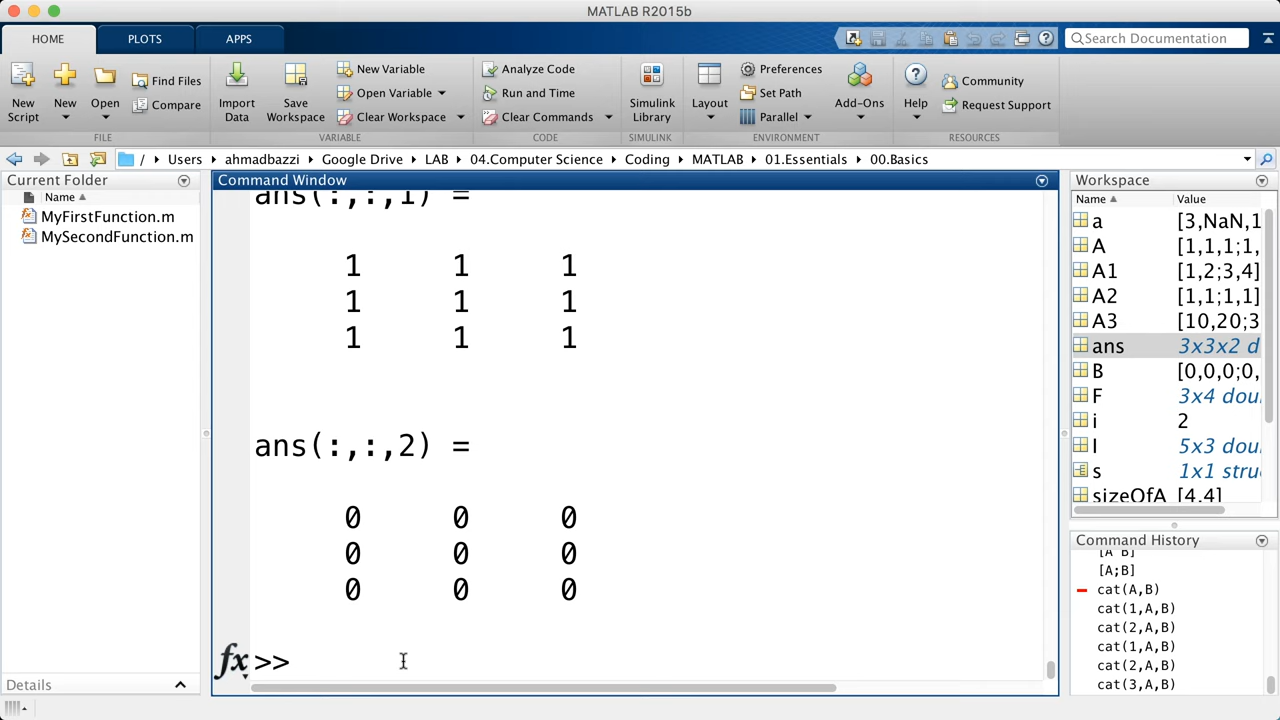 MATLAB R2015b
HOME PLOTS APPS
Search Documentation
New Script
New
Open
Find Files
Compare
FILE
Import Data
Save Workspace
New Variable
Open Variable
Clear Workspace
VARIABLE
Analyze Code
Run and Time
Clear Commands
CODE
Simulink Library
SIMULINK
Layout
Preferences
Set Path
Parallel
ENVIRONMENT
Add-Ons
Help
Community
Request Support
RESOURCES
/ Users ahmadbazzi Google Drive LAB 04.Computer Science Coding MATLAB 01.Essentials 00.Basics
Current Folder
Name
MyFirstFunction.m
MySecondFunction.m
Details
Command Window
ans(:,:,1) =
1 1 1
1 1 1
1 1 1
ans(:,:,2) =
0 0 0
0 0 0
0 0 0
fx >>
Workspace
Name Value
a [3,NaN,1
A [1,1,1;1,
A1 [1,2;3,4]
A2 [1,1;1,1]
A3 [10,20;3
ans 3x3x2 d
B [0,0,0;0,
F 3x4 dou
i 2
I 5x3 dou
s 1x1 stru
sizeOfA [4,4]
Command History
[A B]
[A;B]
cat(A,B)
cat(1,A,B)
cat(2,A,B)
cat(1,A,B)
cat(2,A,B)
cat(3,A,B)